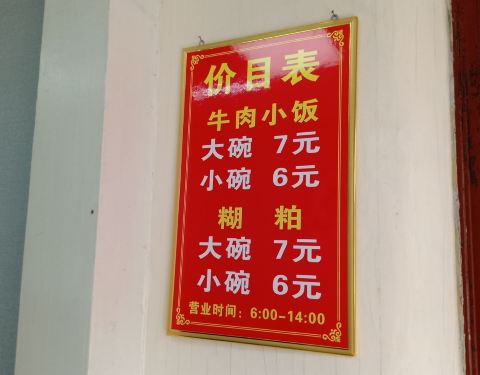 价目表
牛肉小饭
大碗 7元
小碗 6元
糊 粕
大碗 7元
小碗 6元
营业时间：6:00-14:00